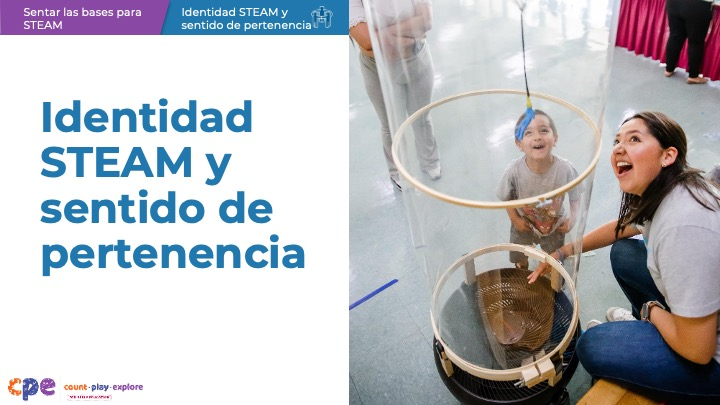 Sentar las bases para
STEAM
Identidad STEAM y
sentido de pertenencia
Identidad
STEAM y
sentido de
pertenencia
cpe
count·play·explore